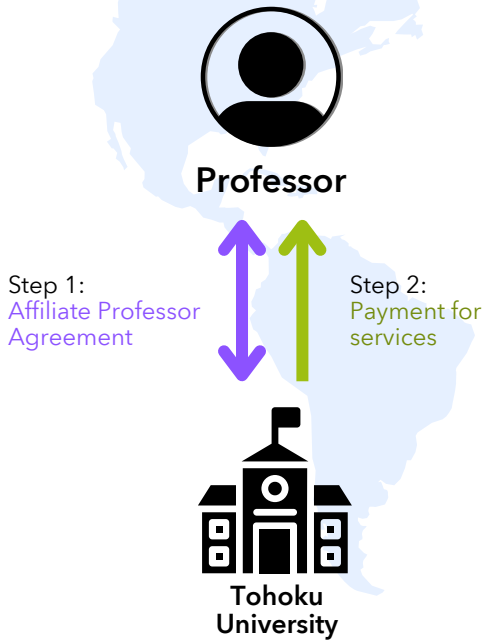 Professor
Step 1:
Affiliate Professor
Agreement
Step 2:
Payment for
services
Tohoku
University